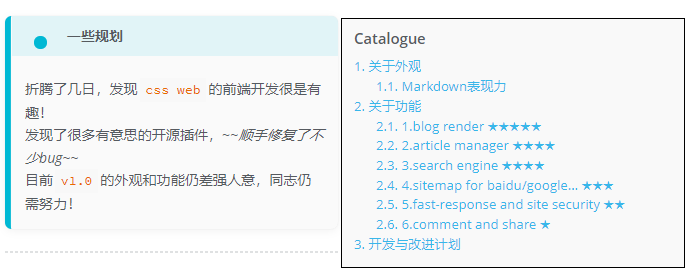 一些规划
折腾了几日，发现 css web 的前端开发很是有
趣！
发现了很多有意思的开源插件，~~顺手修复了不
少bug~~
目前 v1.0 的外观和功能仍差强人意，同志仍
需努力！
Catalogue
1. 关于外观
1.1. Markdown表现力
2. 关于功能
2.1. 1.blog render ★★★★★
2.2. 2.article manager ★★★★
2.3. 3.search engine ★★★★
2.4. 4.sitemap for baidu/google... ★★★
2.5. 5.fast-response and site security ★★
2.6. 6.comment and share ★
3. 开发与改进计划